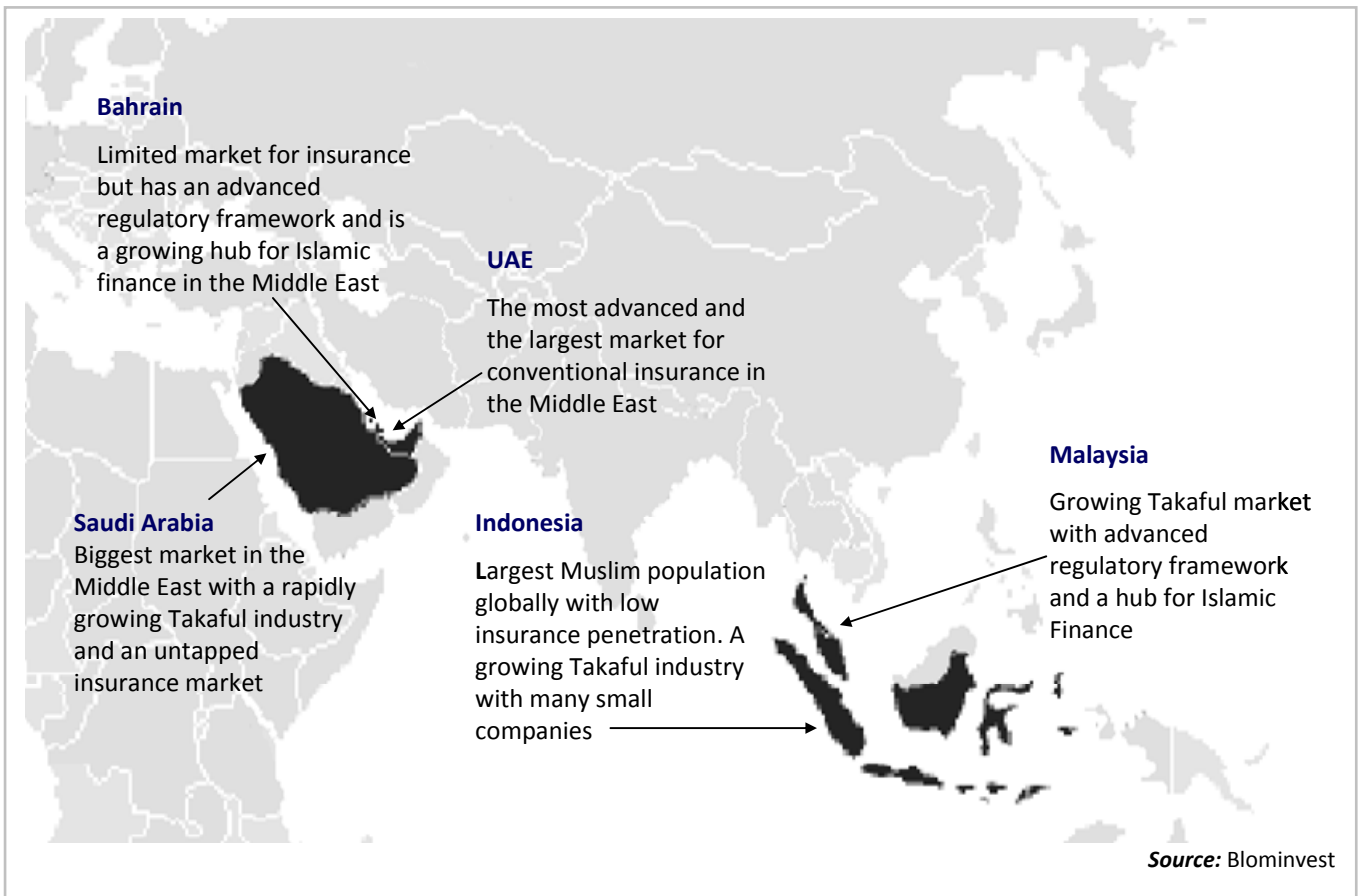 Bahrain
Limited market for insurance
but has an advanced
regulatory framework and is
a growing hub for Islamic
finance in the Middle East
UAE
The most advanced and
the largest market for
conventional insurance in
the Middle East
Saudi Arabia
Biggest market in the
Middle East with a rapidly
growing Takaful industry
and an untapped
insurance market
Indonesia
Largest Muslim population
globally with low
insurance penetration. A
growing Takaful industry
with many small
companies
Malaysia
Growing Takaful market
with advanced
regulatory framework
and a hub for Islamic
Finance
Source: Blominvest